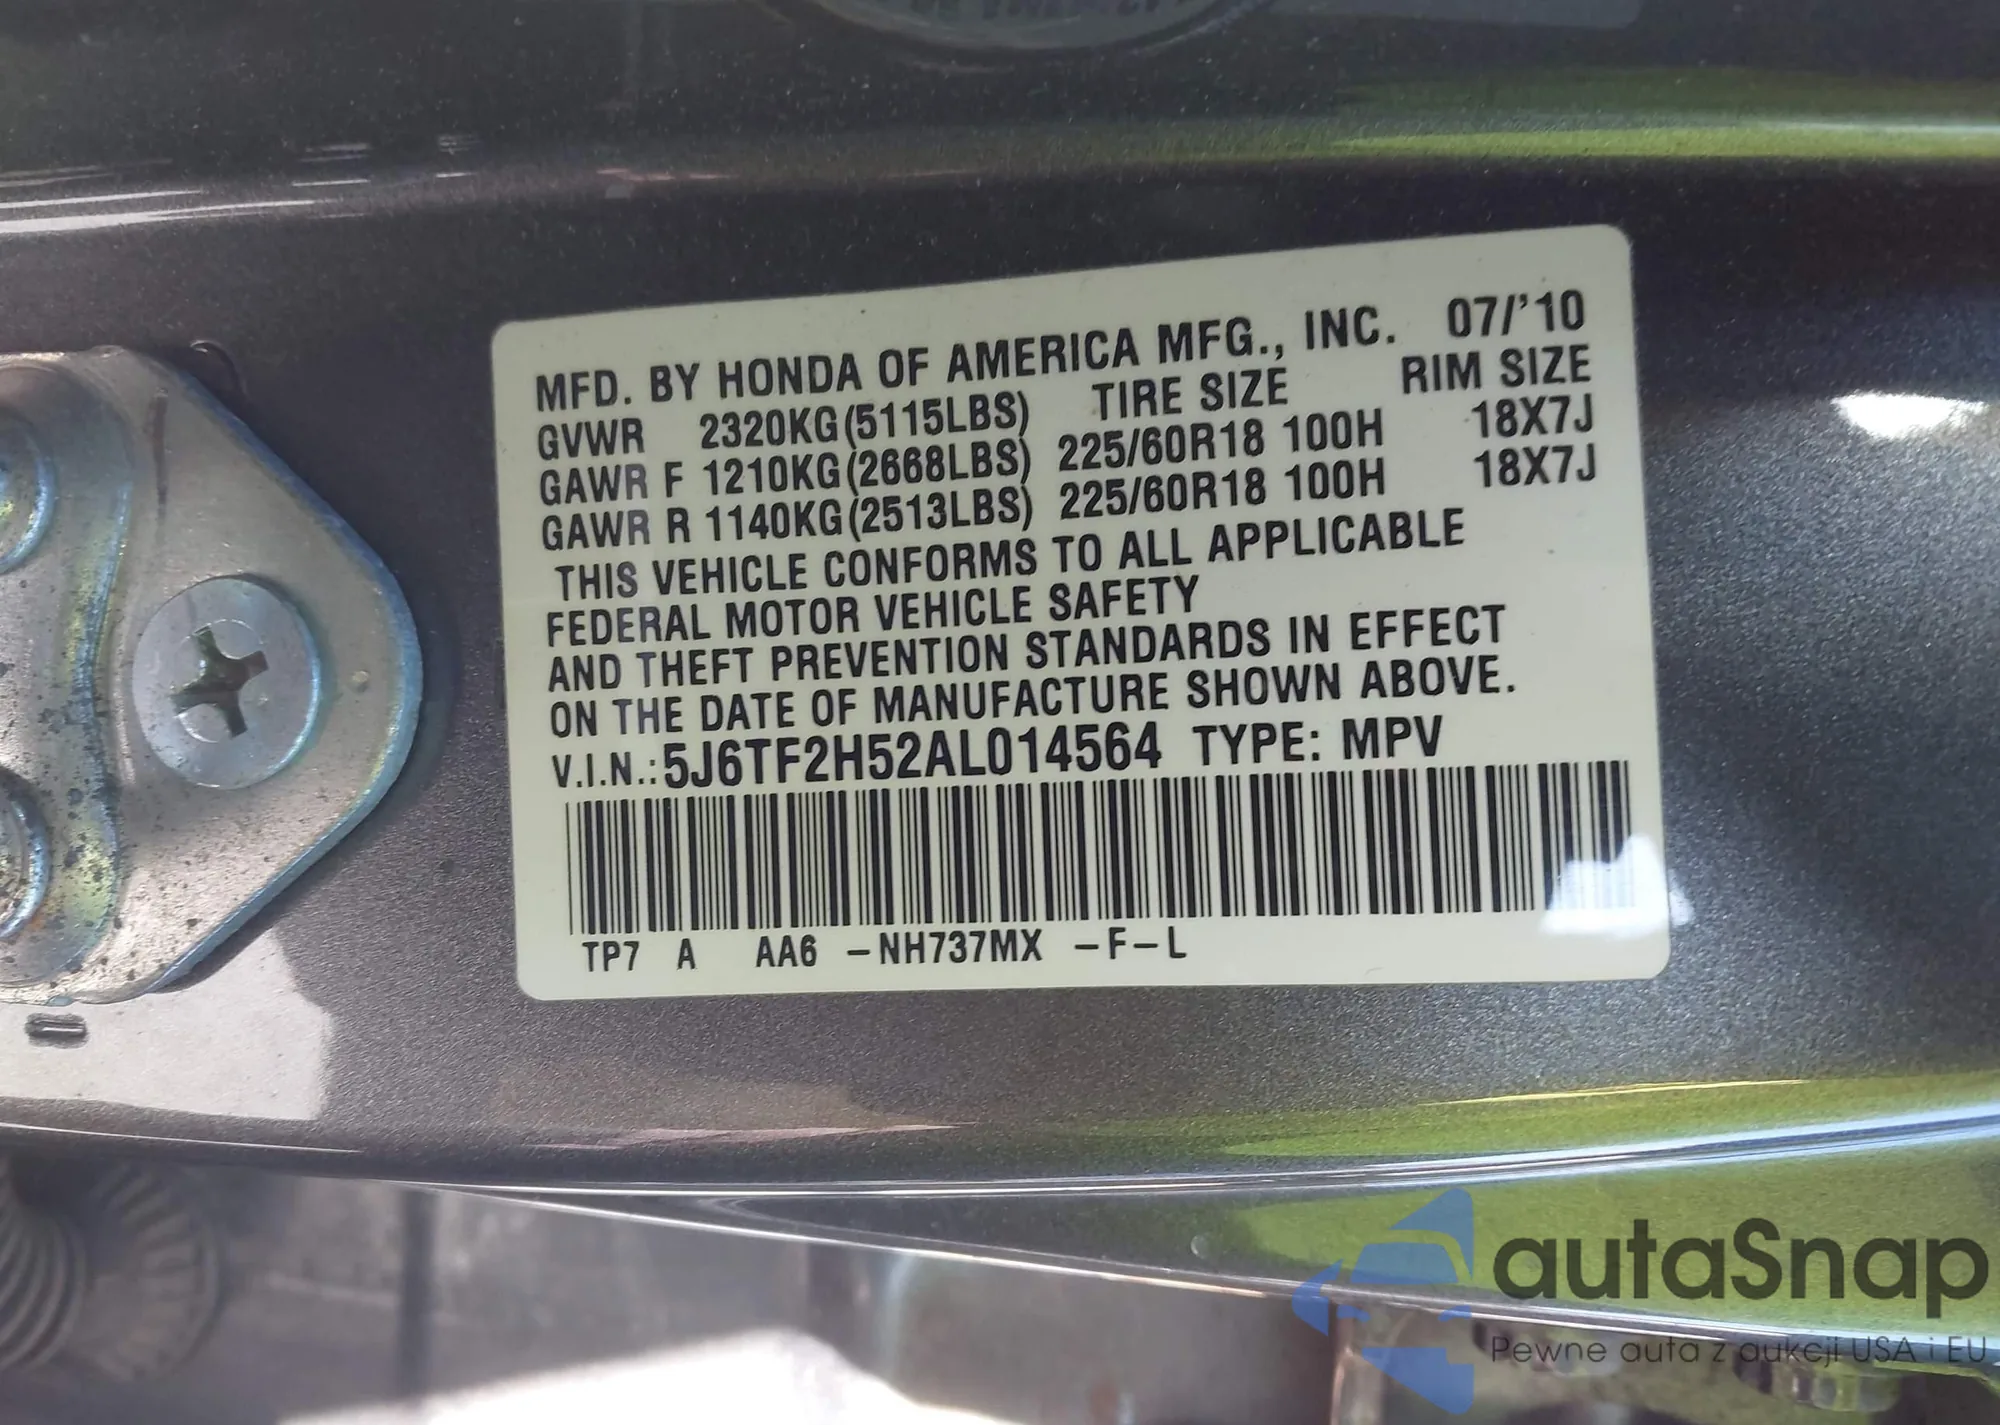 MFD. BY HONDA OF AMERICA MFG., INC. 07/'10
GVWR 2320KG(5115LBS) TIRE SIZE RIM SIZE
GAWR F 1210KG(2668LBS) 225/60R18 100H 18X7J
GAWR R 1140KG(2513LBS) 225/60R18 100H 18X7J
THIS VEHICLE CONFORMS TO ALL APPLICABLE
FEDERAL MOTOR VEHICLE SAFETY
AND THEFT PREVENTION STANDARDS IN EFFECT
ON THE DATE OF MANUFACTURE SHOWN ABOVE.
V.I.N.:5J6TF2H52AL014564 TYPE: MPV
TP7 A AA6 -NH737MX -F-L
autaSnap
Pewne auta z aukcji USA i EU